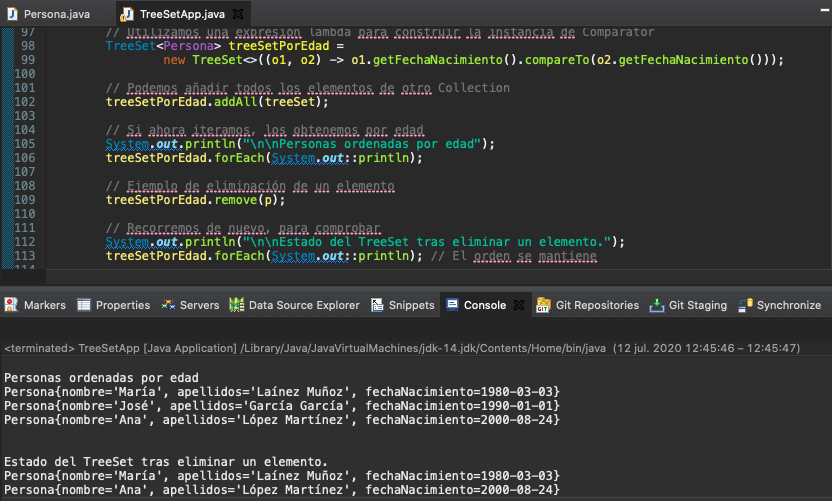 Persona.java TreeSetApp.java
97 // Utilizamos una expresión lambda para construir la instancia de Comparator
98 TreeSet<Persona> treeSetPorEdad =
99 new TreeSet<>((o1, o2) -> o1.getFechaNacimiento().compareTo(o2.getFechaNacimiento()));
100
101 // Podemos añadir todos los elementos de otro Collection
102 treeSetPorEdad.addAll(treeSet);
103
104 // Si ahora iteramos, los obtenemos por edad
105 System.out.println("\n\nPersonas ordenadas por edad");
106 treeSetPorEdad.forEach(System.out::println);
107
108 // Ejemplo de eliminación de un elemento
109 treeSetPorEdad.remove(p);
110
111 // Recorremos de nuevo, para comprobar
112 System.out.println("\n\nEstado del TreeSet tras eliminar un elemento.");
113 treeSetPorEdad.forEach(System.out::println); // El orden se mantiene
114
Markers Properties Servers Data Source Explorer Snippets Console Git Repositories Git Staging Synchronize
<terminated> TreeSetApp [Java Application] /Library/Java/JavaVirtualMachines/jdk-14.jdk/Contents/Home/bin/java (12 jul. 2020 12:45:46 – 12:45:47)
Personas ordenadas por edad
Persona{nombre='María', apellidos='Laínez Muñoz', fechaNacimiento=1980-03-03}
Persona{nombre='José', apellidos='García García', fechaNacimiento=1990-01-01}
Persona{nombre='Ana', apellidos='López Martínez', fechaNacimiento=2000-08-24}
Estado del TreeSet tras eliminar un elemento.
Persona{nombre='María', apellidos='Laínez Muñoz', fechaNacimiento=1980-03-03}
Persona{nombre='Ana', apellidos='López Martínez', fechaNacimiento=2000-08-24}